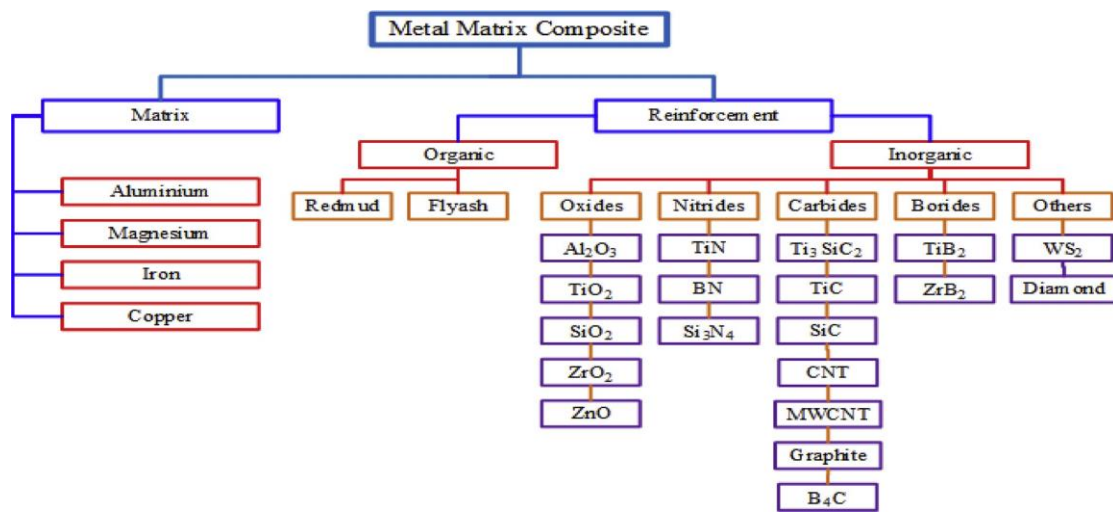 Metal Matrix Composite
Matrix
Reinforcement
Organic
Inorganic
Aluminium
Magnesium
Iron
Copper
Redmud
Flyash
Oxides
Nitrides
Carbides
Borides
Others
Al₂O₃
TiO₂
SiO₂
ZrO₂
ZnO
TiN
BN
Si₃N₄
Ti₃ SiC₂
TiC
SiC
CNT
MWCNT
Graphite
B₄C
TiB₂
ZrB₂
WS₂
Diamond